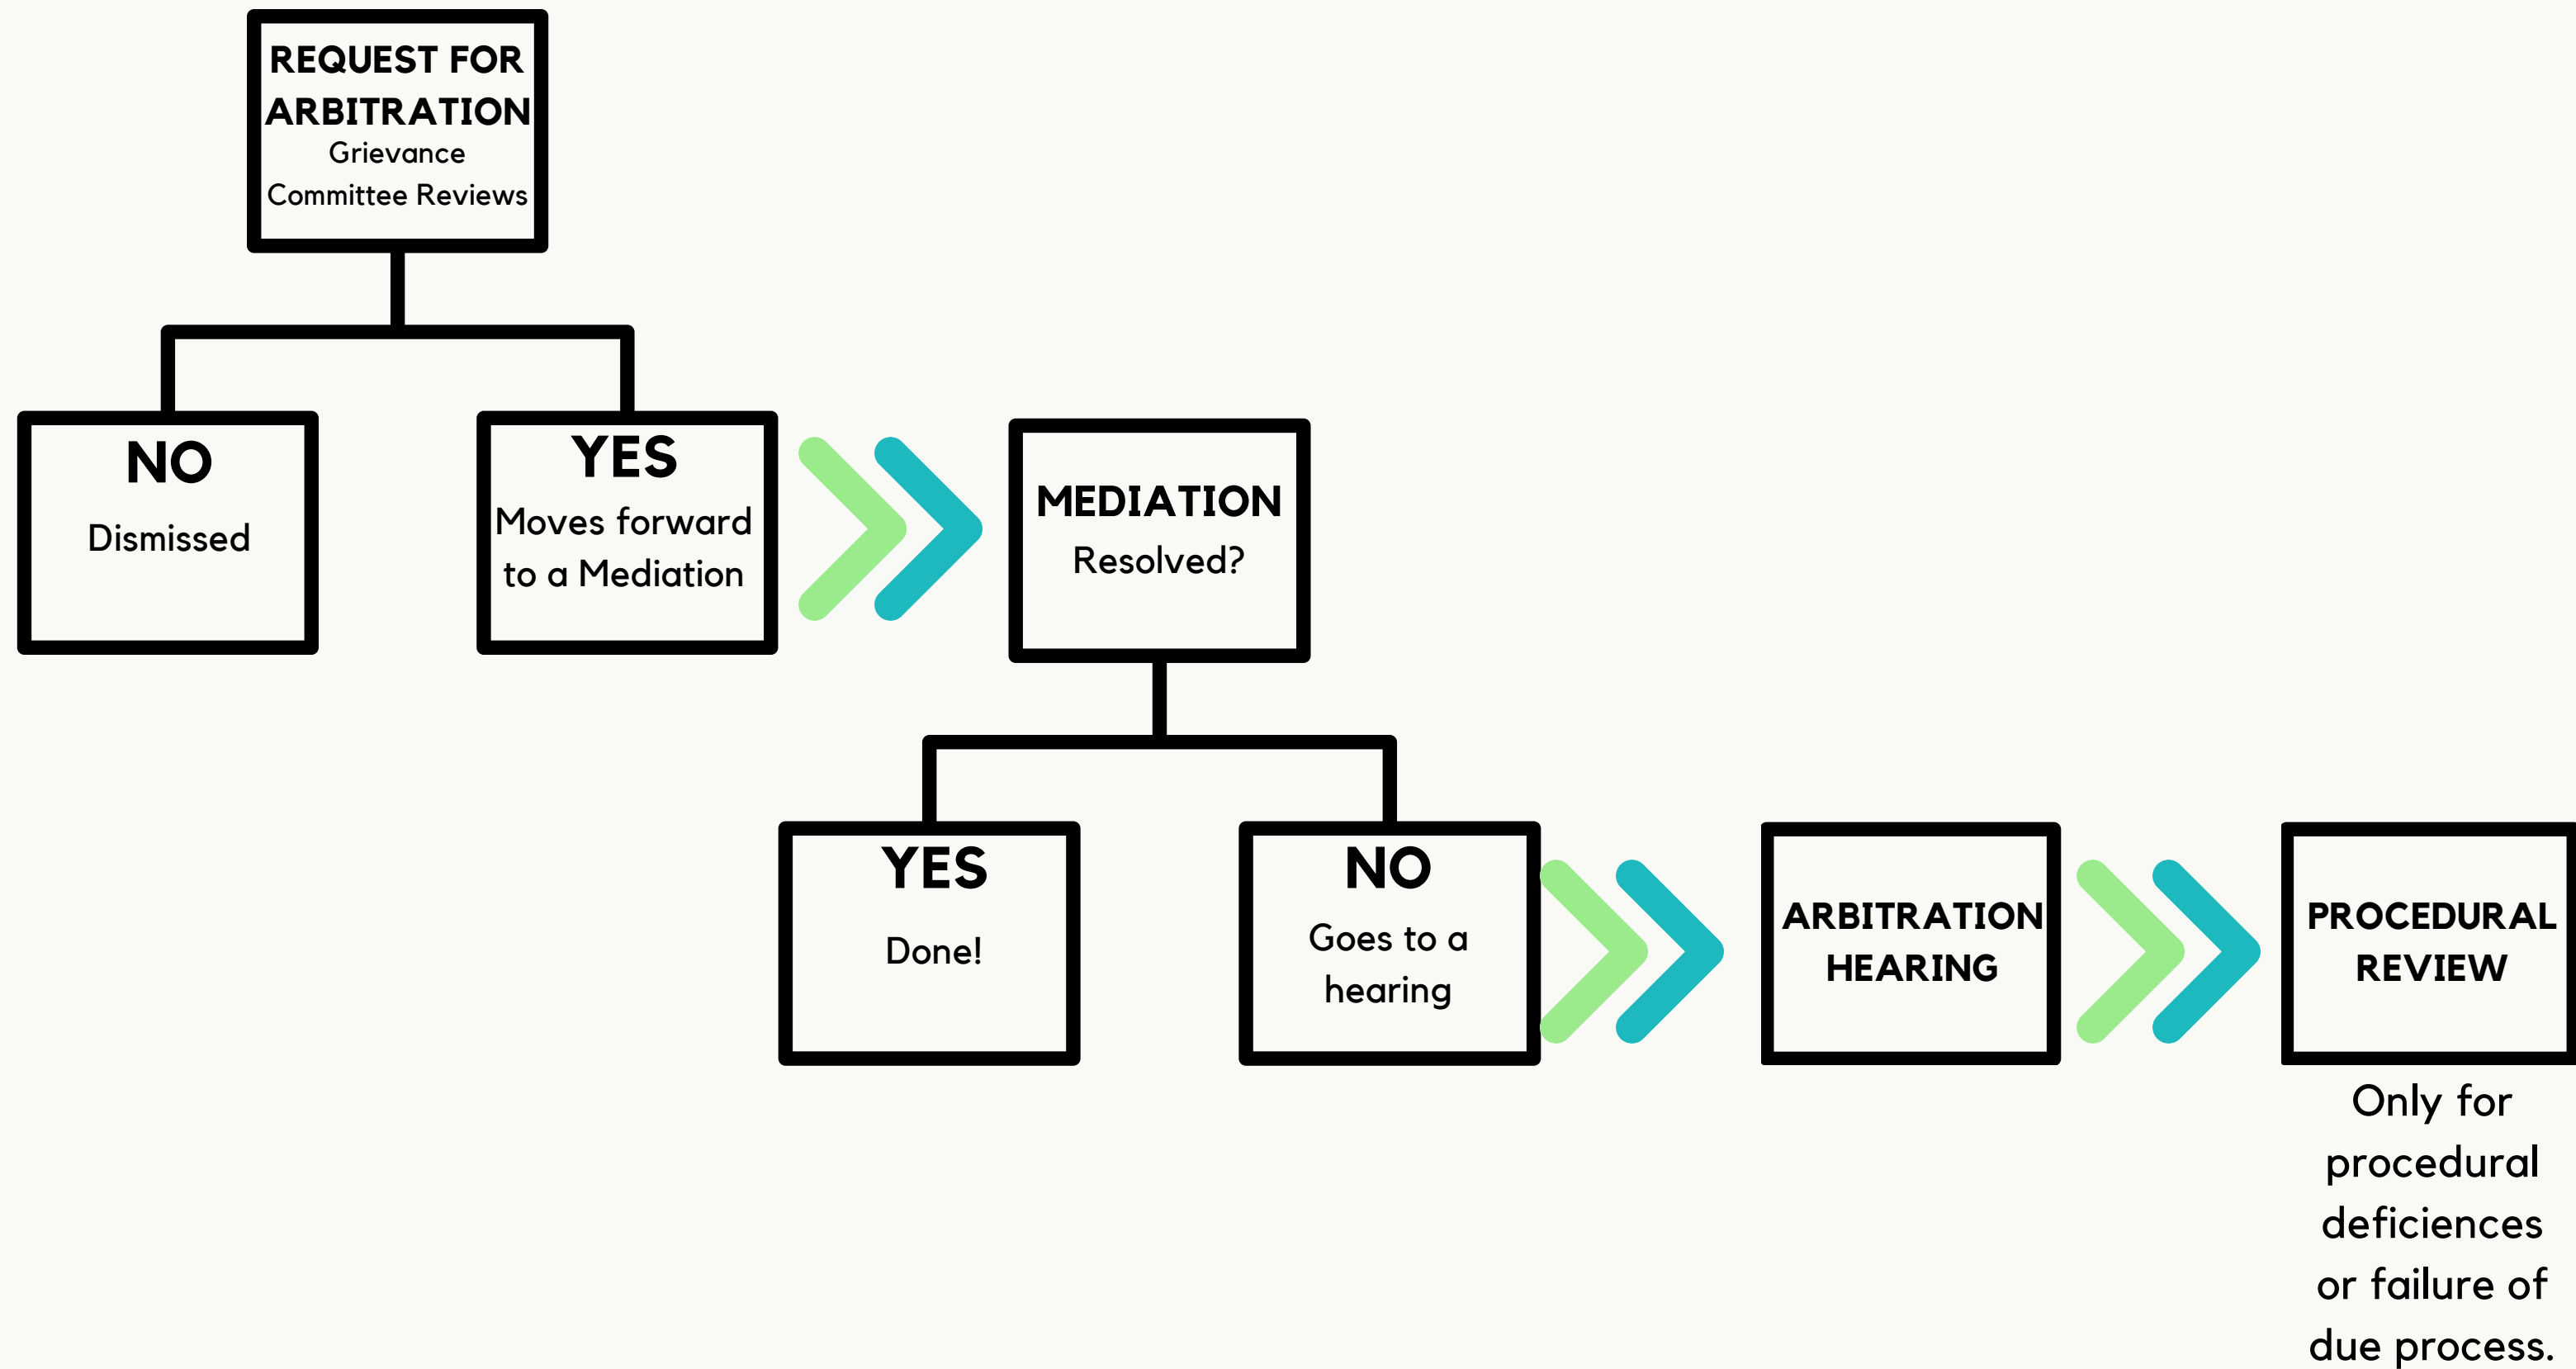 REQUEST FOR
ARBITRATION
Grievance
Committee Reviews
NO
Dismissed
YES
Moves forward
to a Mediation
MEDIATION
Resolved?
YES
Done!
NO
Goes to a
hearing
ARBITRATION
HEARING
PROCEDURAL
REVIEW
Only for
procedural
deficiences
or failure of
due process.